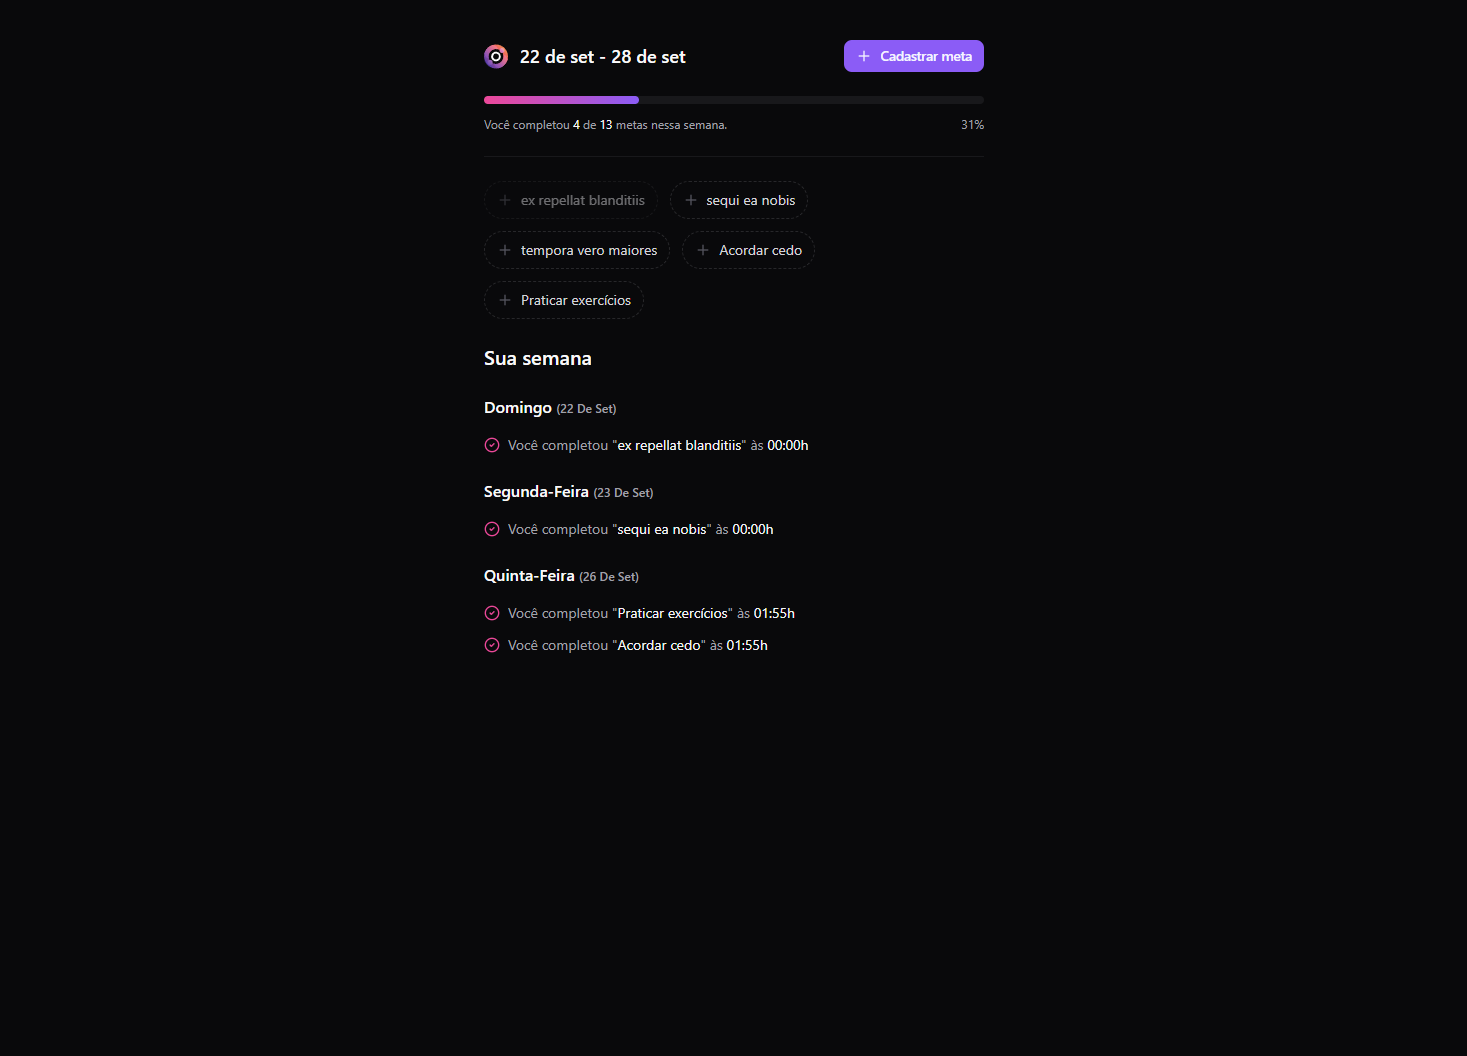 22 de set - 28 de set
Cadastrar meta
Você completou 4 de 13 metas nessa semana.
31%
ex repellat blanditiis
sequi ea nobis
tempora vero maiores
Acordar cedo
Praticar exercícios
Sua semana
Domingo (22 De Set)
Você completou "ex repellat blanditiis" às 00:00h
Segunda-Feira (23 De Set)
Você completou "sequi ea nobis" às 00:00h
Quinta-Feira (26 De Set)
Você completou "Praticar exercícios" às 01:55h
Você completou "Acordar cedo" às 01:55h